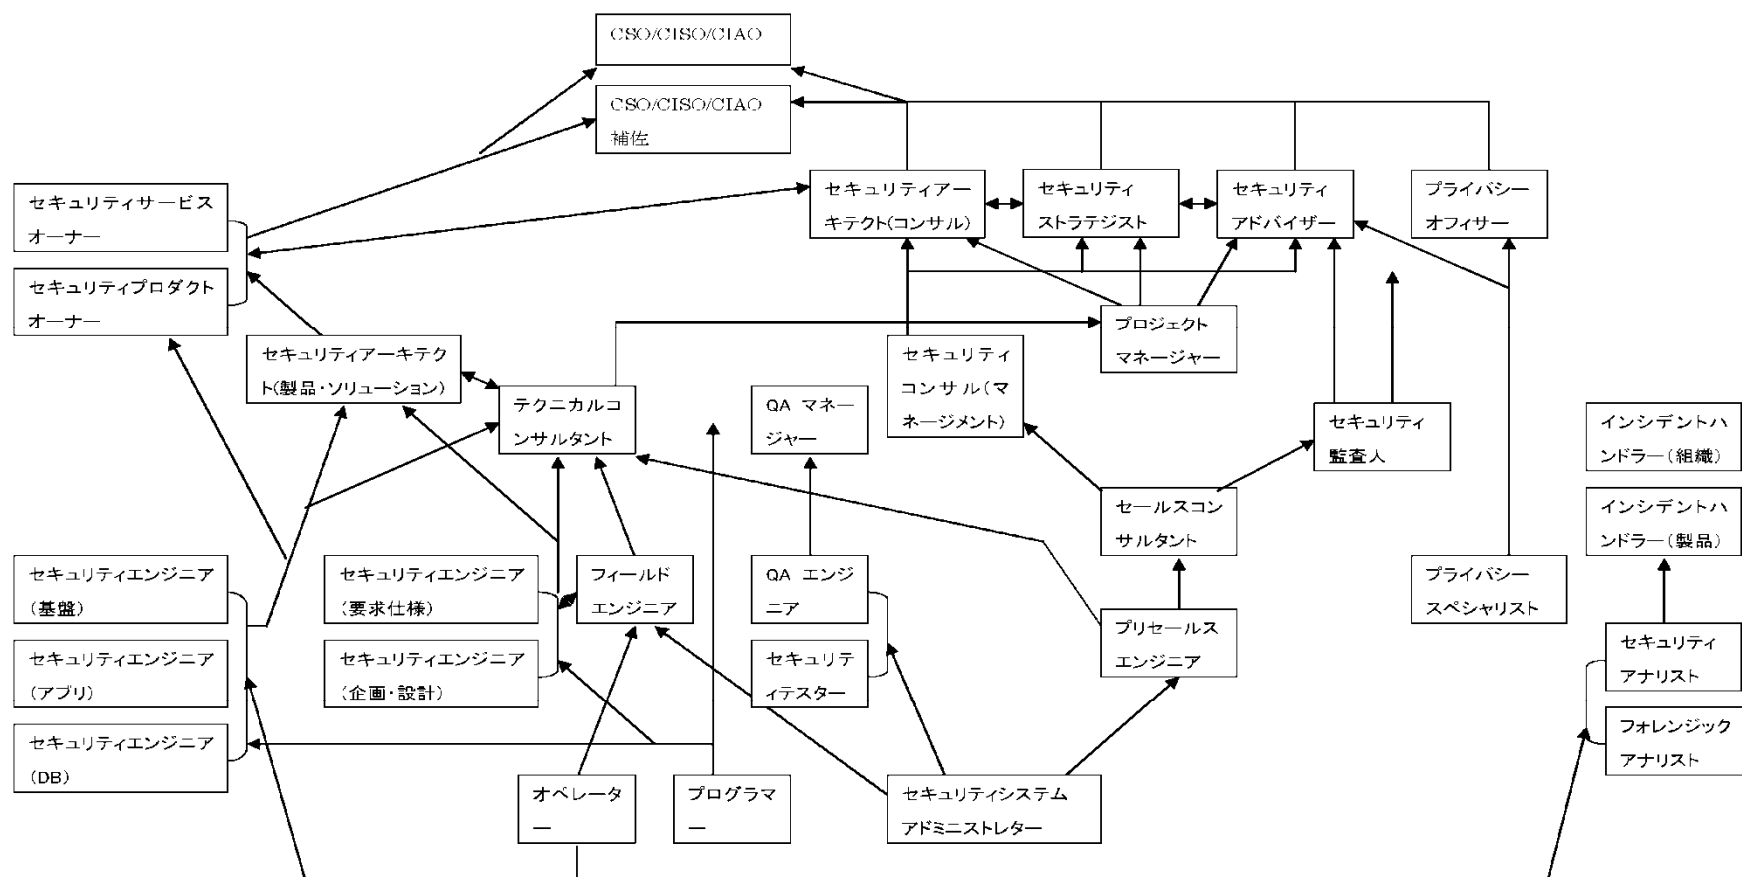 CSO/CISO/CIAO
CSO/CISO/CIAO
補佐
セキュリティサービス
オーナー
セキュリティアー
キテクト(コンサル)
セキュリティ
ストラテジスト
セキュリティ
アドバイザー
プライバシー
オフィサー
セキュリティプロダクト
オーナー
セキュリティアーキテク
ト(製品・ソリューション)
プロジェクト
マネージャー
セキュリティ
コンサル(マ
ネージメント)
テクニカルコ
ンサルタント
QA マネー
ジャー
セキュリティ
監査人
インシデントハ
ンドラー(組織)
セールスコン
サルタント
インシデントハ
ンドラー(製品)
セキュリティエンジニア
(基盤)
セキュリティエンジニア
(要求仕様)
フィールド
エンジニア
QA エンジ
ニア
プライバシー
スペシャリスト
プリセールス
エンジニア
セキュリティ
アナリスト
セキュリティエンジニア
(アプリ)
セキュリティエンジニア
(企画・設計)
セキュリテ
ィテスター
フォレンジック
アナリスト
セキュリティエンジニア
(DB)
オペレータ
ー
プログラマ
ー
セキュリティシステム
アドミニストレター